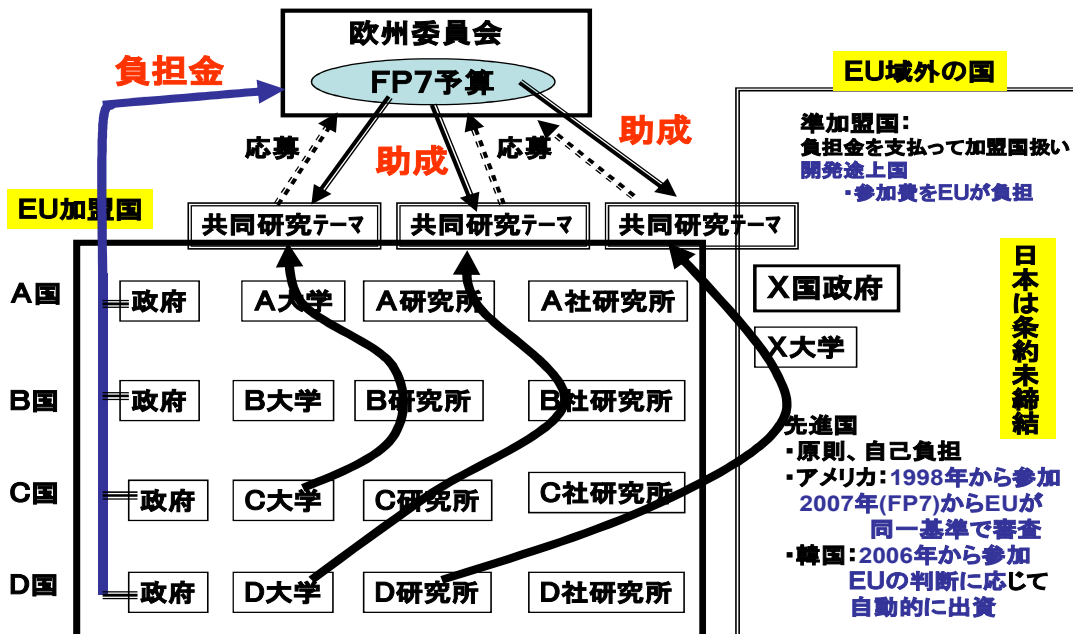 欧州委員会
FP7予算
負担金
応募
助成
応募
助成
EU加盟国
共同研究テーマ
共同研究テーマ
共同研究テーマ
A国
政府
A大学
A研究所
A社研究所
B国
政府
B大学
B研究所
B社研究所
C国
政府
C大学
C研究所
C社研究所
D国
政府
D大学
D研究所
D社研究所
EU域外の国
準加盟国：
負担金を支払って加盟国扱い
開発途上国
・参加費をEUが負担
X国政府
X大学
日本は条約未締結
先進国
・原則、自己負担
・アメリカ：1998年から参加
2007年(FP7)からEUが
同一基準で審査
・韓国：2006年から参加
EUの判断に応じて
自動的に出資